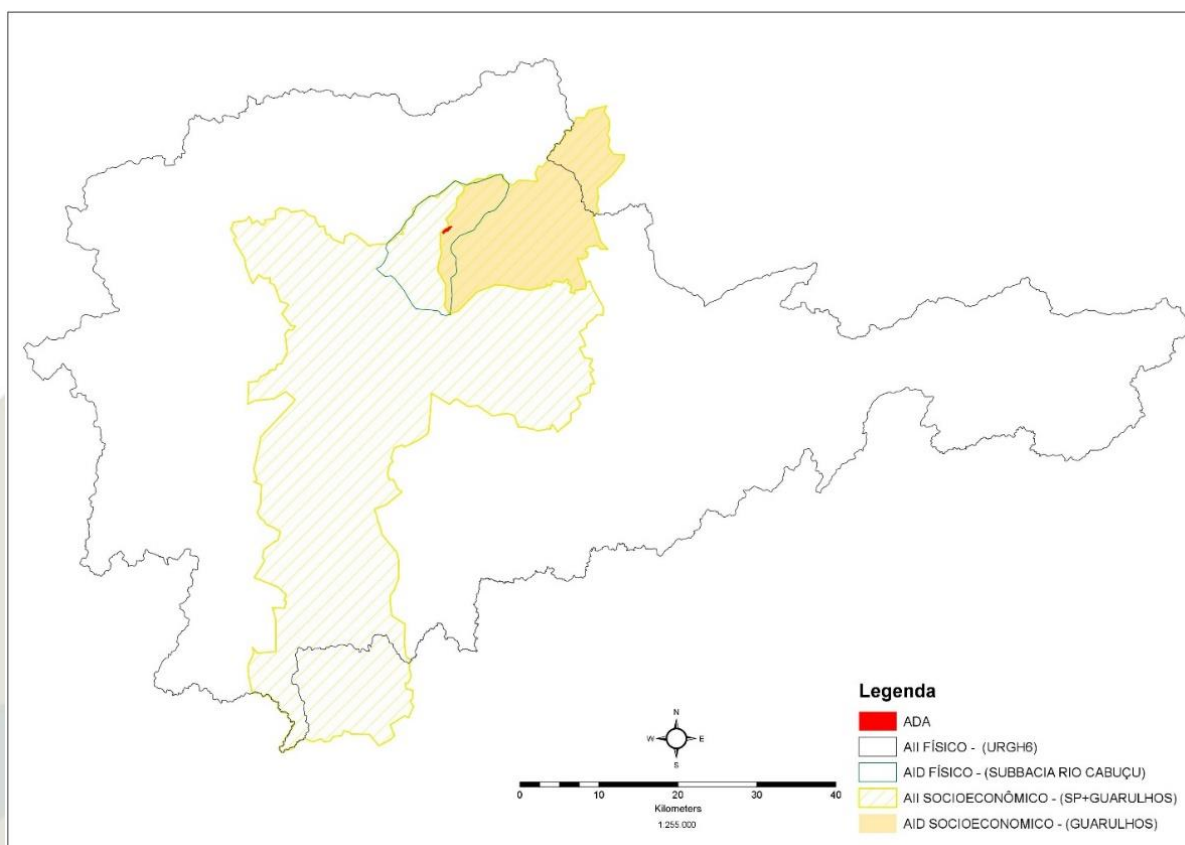 N
W E
S
0 10 20 30 40
Kilometers
1:255.000
Legenda
ADA
AII FÍSICO - (URGH6)
AID FÍSICO - (SUBBACIA RIO CABUÇU)
AII SOCIOECONÔMICO - (SP+GUARULHOS)
AID SOCIOECONOMICO - (GUARULHOS)